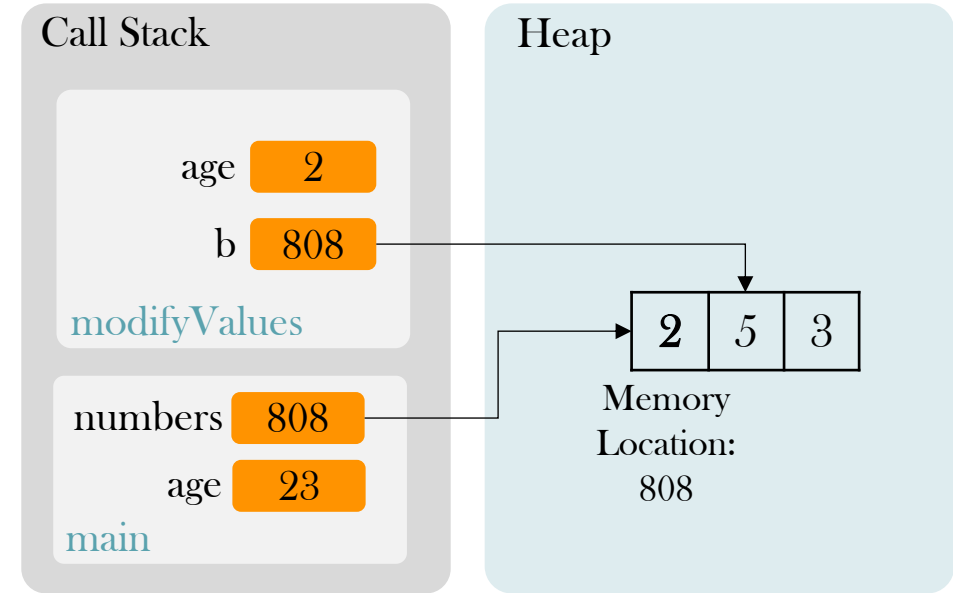 Call Stack
age 2
b 808
modifyValues
numbers 808
age 23
main
Heap
2 5 3
Memory
Location:
808